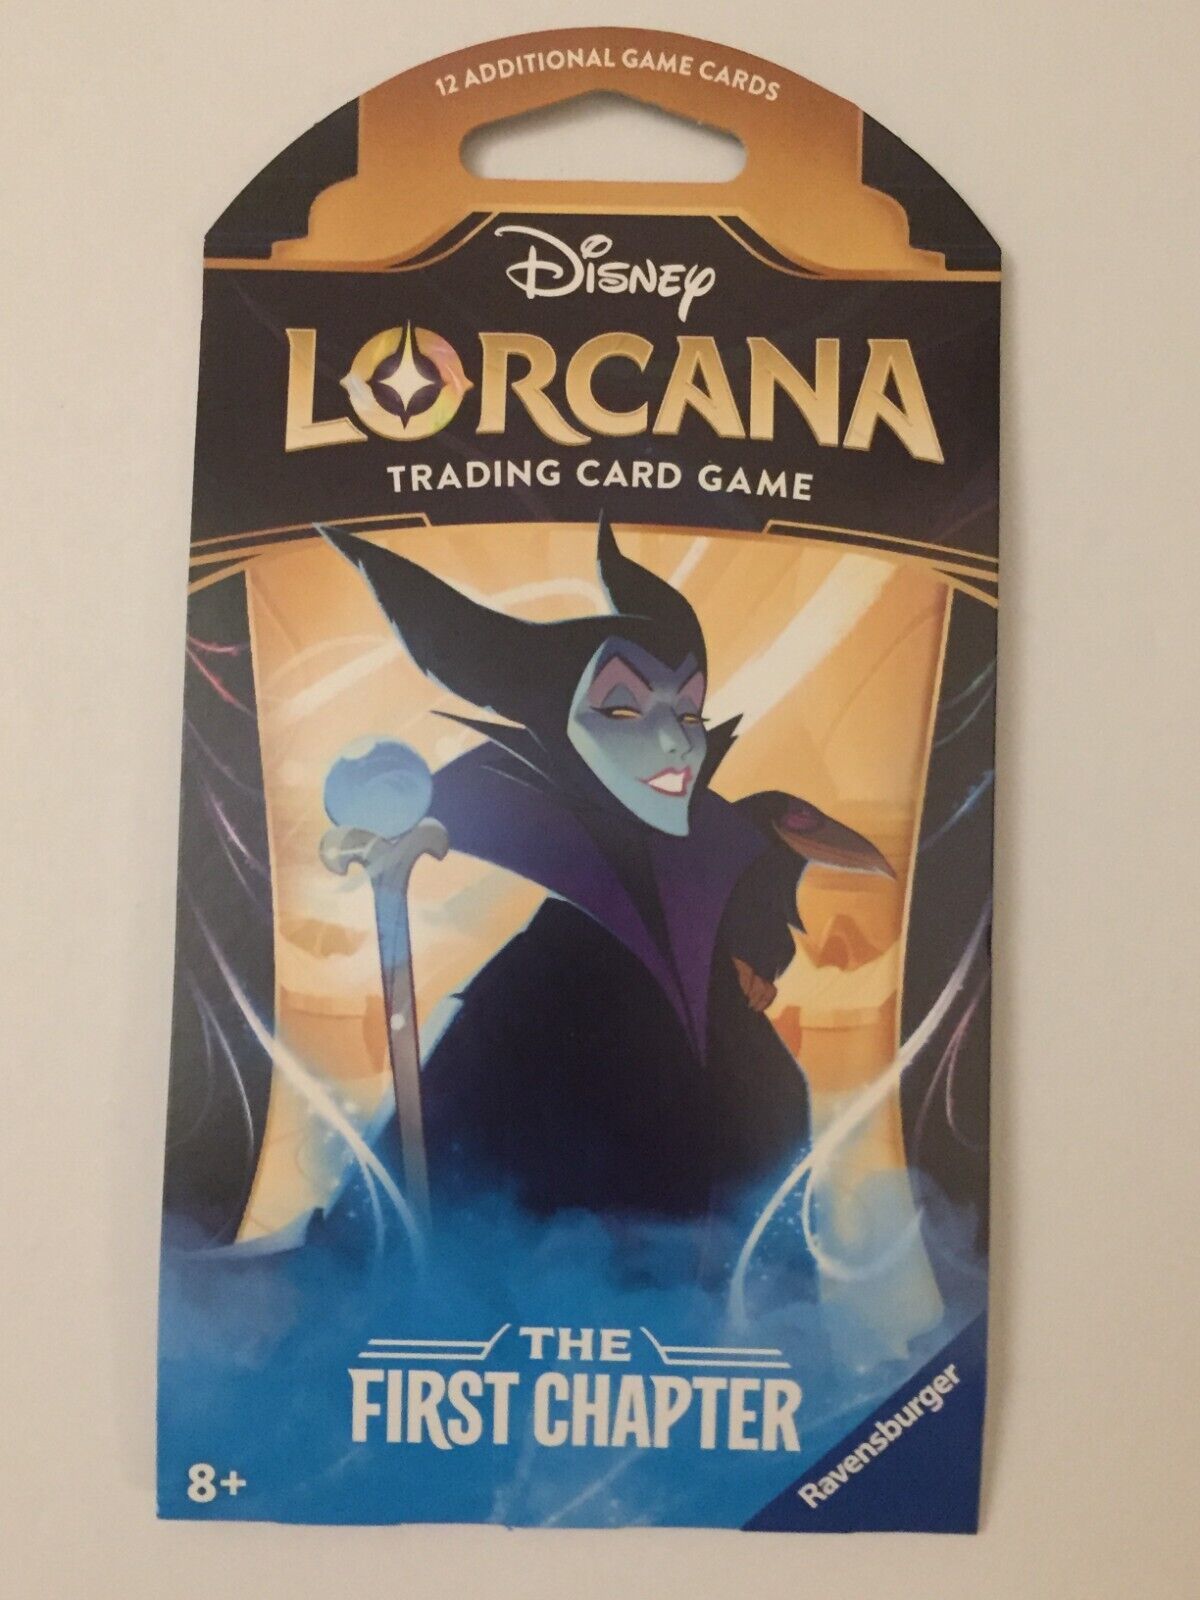 12 ADDITIONAL GAME CARDS
Disney
LORCANA
TRADING CARD GAME
THE
FIRST CHAPTER
8+
Ravensburger